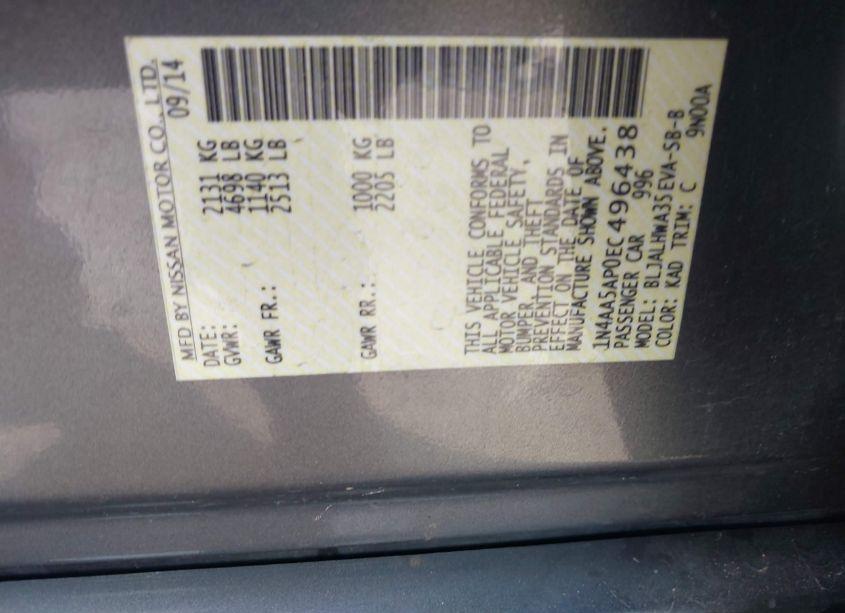 MFD BY NISSAN MOTOR CO., LTD.
DATE: 09/14
GVWR: 2131 KG
4698 LB
GAWR FR.: 1140 KG
2513 LB
GAWR RR.: 1000 KG
2205 LB
THIS VEHICLE CONFORMS TO
ALL APPLICABLE FEDERAL
MOTOR VEHICLE SAFETY,
BUMPER, AND THEFT
PREVENTION STANDARDS IN
EFFECT ON THE DATE OF
MANUFACTURE SHOWN ABOVE.
1N4AA5AP0EC496438
PASSENGER CAR 996
MODEL: BLJALHWA35EVA-SB-B
COLOR: KAD TRIM: C 9N00A